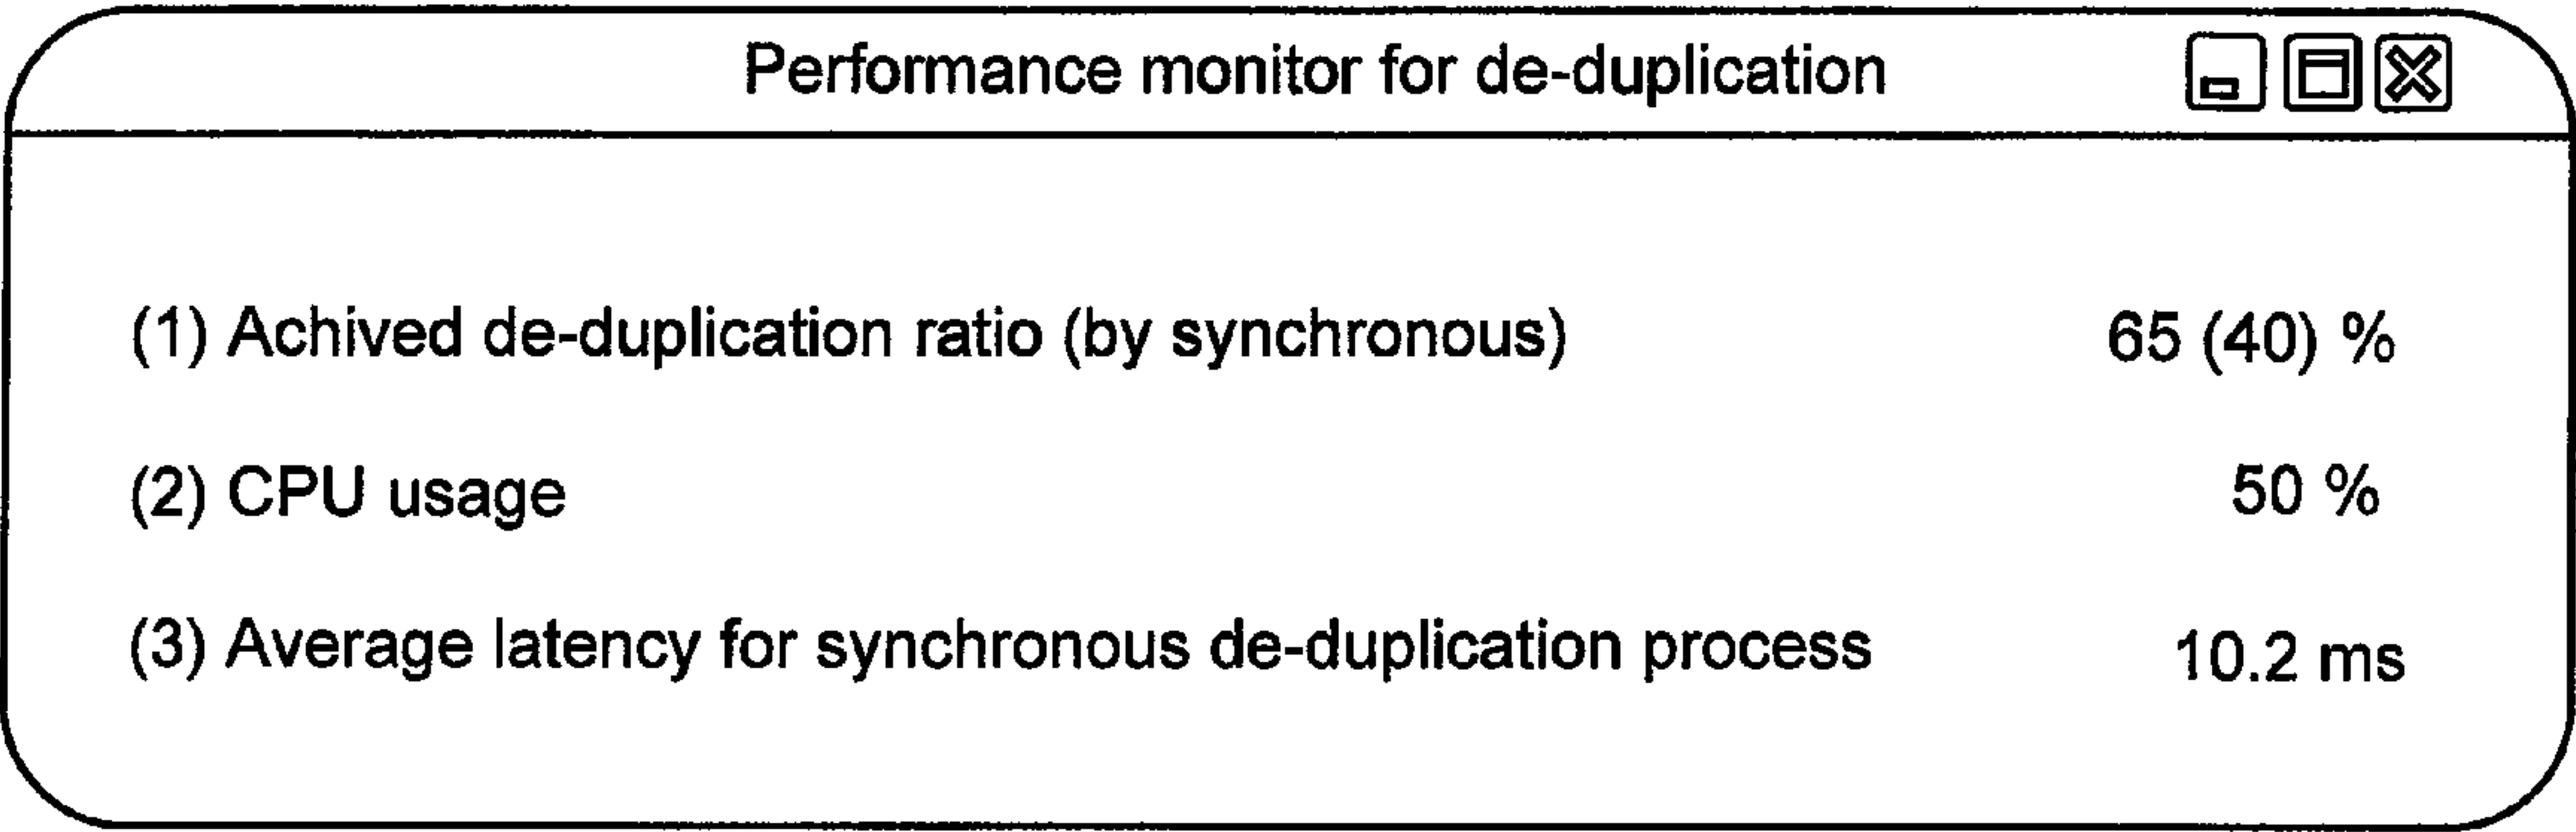 Performance monitor for de-duplication
(1) Achived de-duplication ratio (by synchronous) 65 (40) %
(2) CPU usage 50 %
(3) Average latency for synchronous de-duplication process 10.2 ms